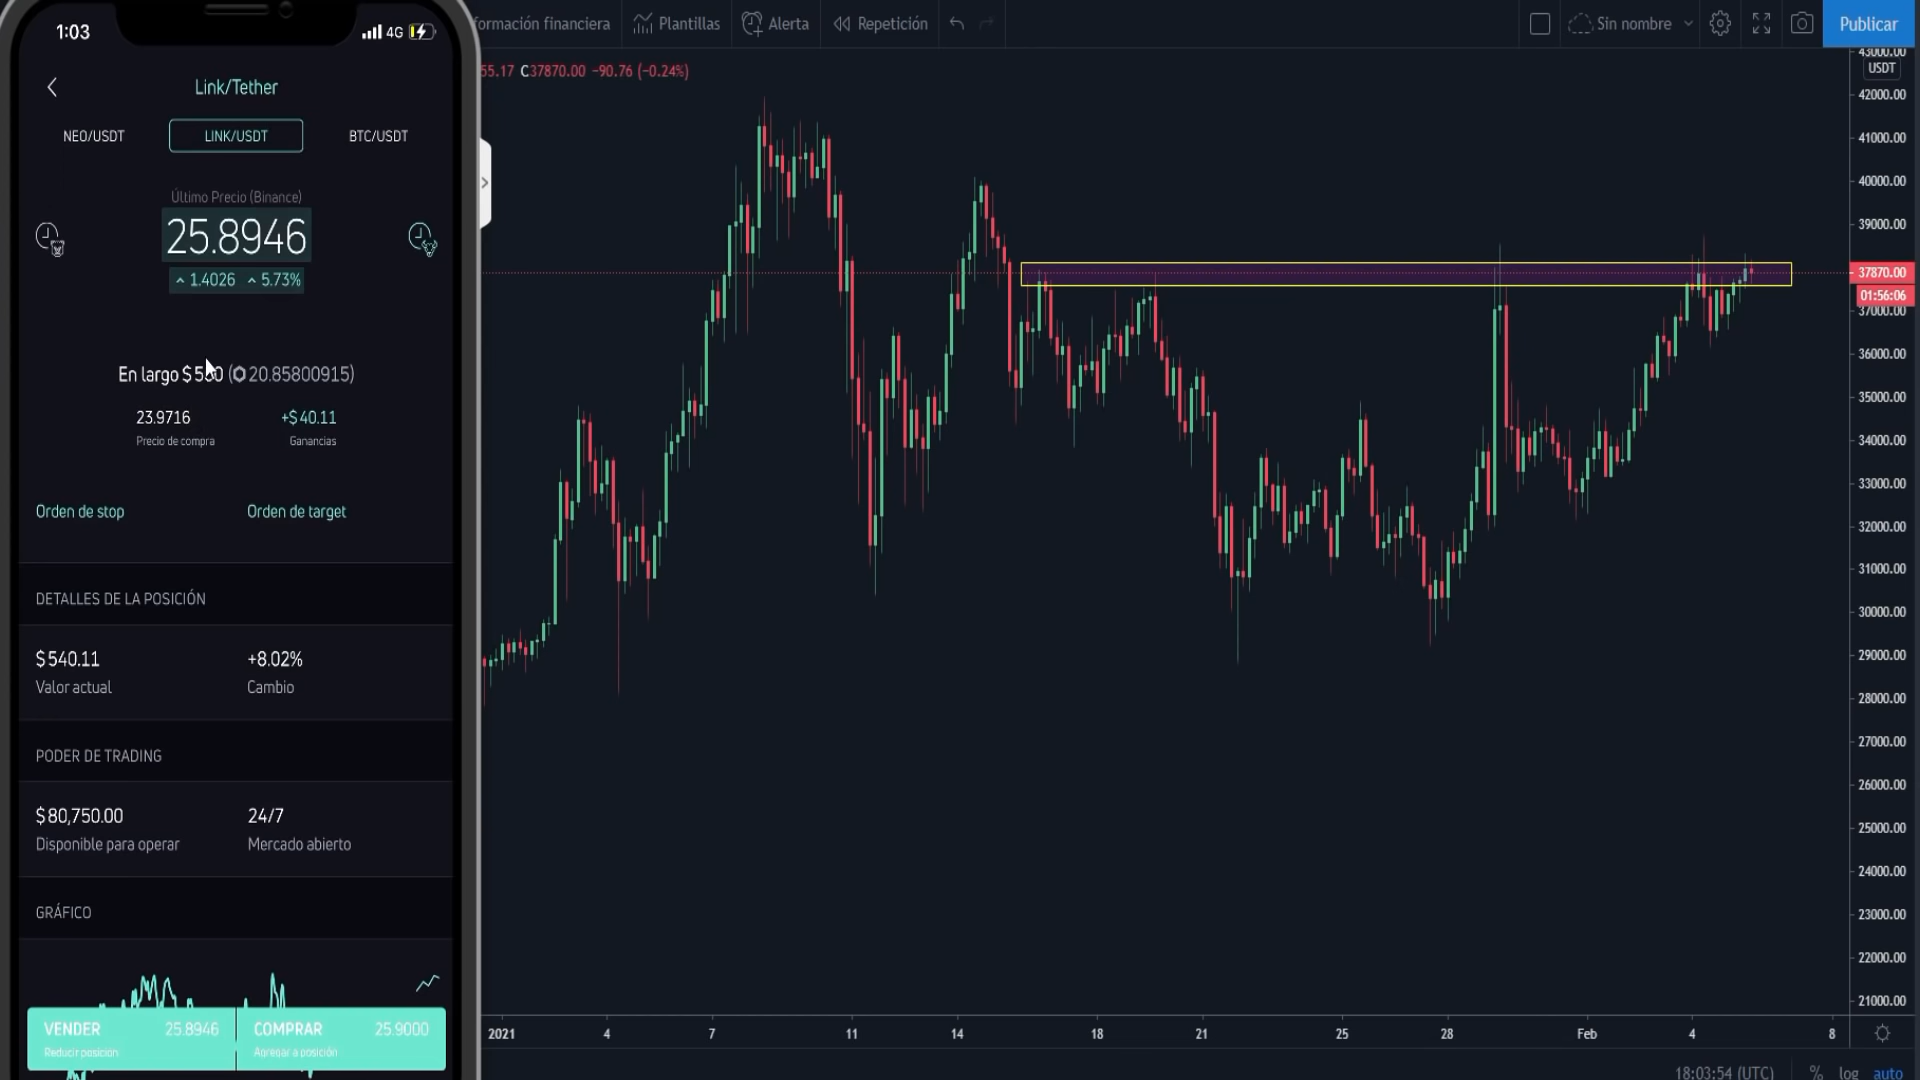 1:03
4G
Link/Tether
NEO/USDT
LINK/USDT
BTC/USDT
Último Precio (Binance)
25.8946
1.4026 5.73%
En largo $ (20.85800915)
23.9716
+$40.11
Precio de compra
Ganancias
Orden de stop
Orden de target
DETALLES DE LA POSICIÓN
$540.11
+8.02%
Valor actual
Cambio
PODER DE TRADING
$80,750.00
24/7
Disponible para operar
Mercado abierto
GRÁFICO
VENDER 25.8946
Reducir posición
COMPRAR 25.9000
Agregar a posición
formación financiera
Plantillas
Alerta
Repetición
Sin nombre
Publicar
55.17 C37870.00 −90.76 (−0.24%)
43000.00
USDT
42000.00
41000.00
40000.00
39000.00
37870.00
01:56:06
37000.00
36000.00
35000.00
34000.00
33000.00
32000.00
31000.00
30000.00
29000.00
28000.00
27000.00
26000.00
25000.00
24000.00
23000.00
22000.00
21000.00
2021 4 7 11 14 18 21 25 28 Feb 4 8
18:03:54 (UTC) % log auto